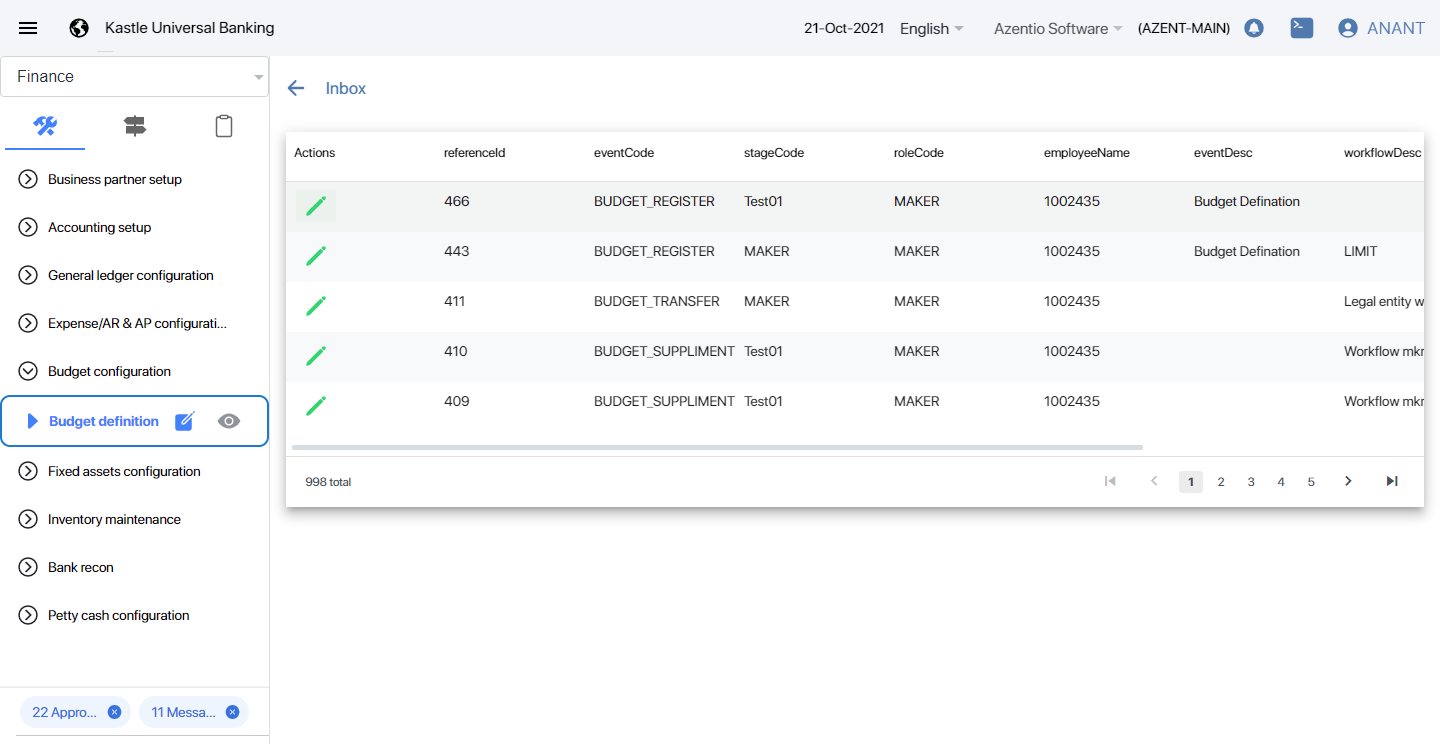 Kastle Universal Banking
21-Oct-2021 English Azentio Software (AZENT-MAIN) ANANT
Finance
Business partner setup
Accounting setup
General ledger configuration
Expense/AR & AP configurati...
Budget configuration
Budget definition
Fixed assets configuration
Inventory maintenance
Bank recon
Petty cash configuration
22 Appro...
11 Messa...
Inbox
Actions referenceId eventCode stageCode roleCode employeeName eventDesc workflowDesc
466 BUDGET_REGISTER Test01 MAKER 1002435 Budget Defination
443 BUDGET_REGISTER MAKER MAKER 1002435 Budget Defination LIMIT
411 BUDGET_TRANSFER MAKER MAKER 1002435 Legal entity w
410 BUDGET_SUPPLIMENT Test01 MAKER 1002435 Workflow mkr
409 BUDGET_SUPPLIMENT Test01 MAKER 1002435 Workflow mkr
998 total 1 2 3 4 5